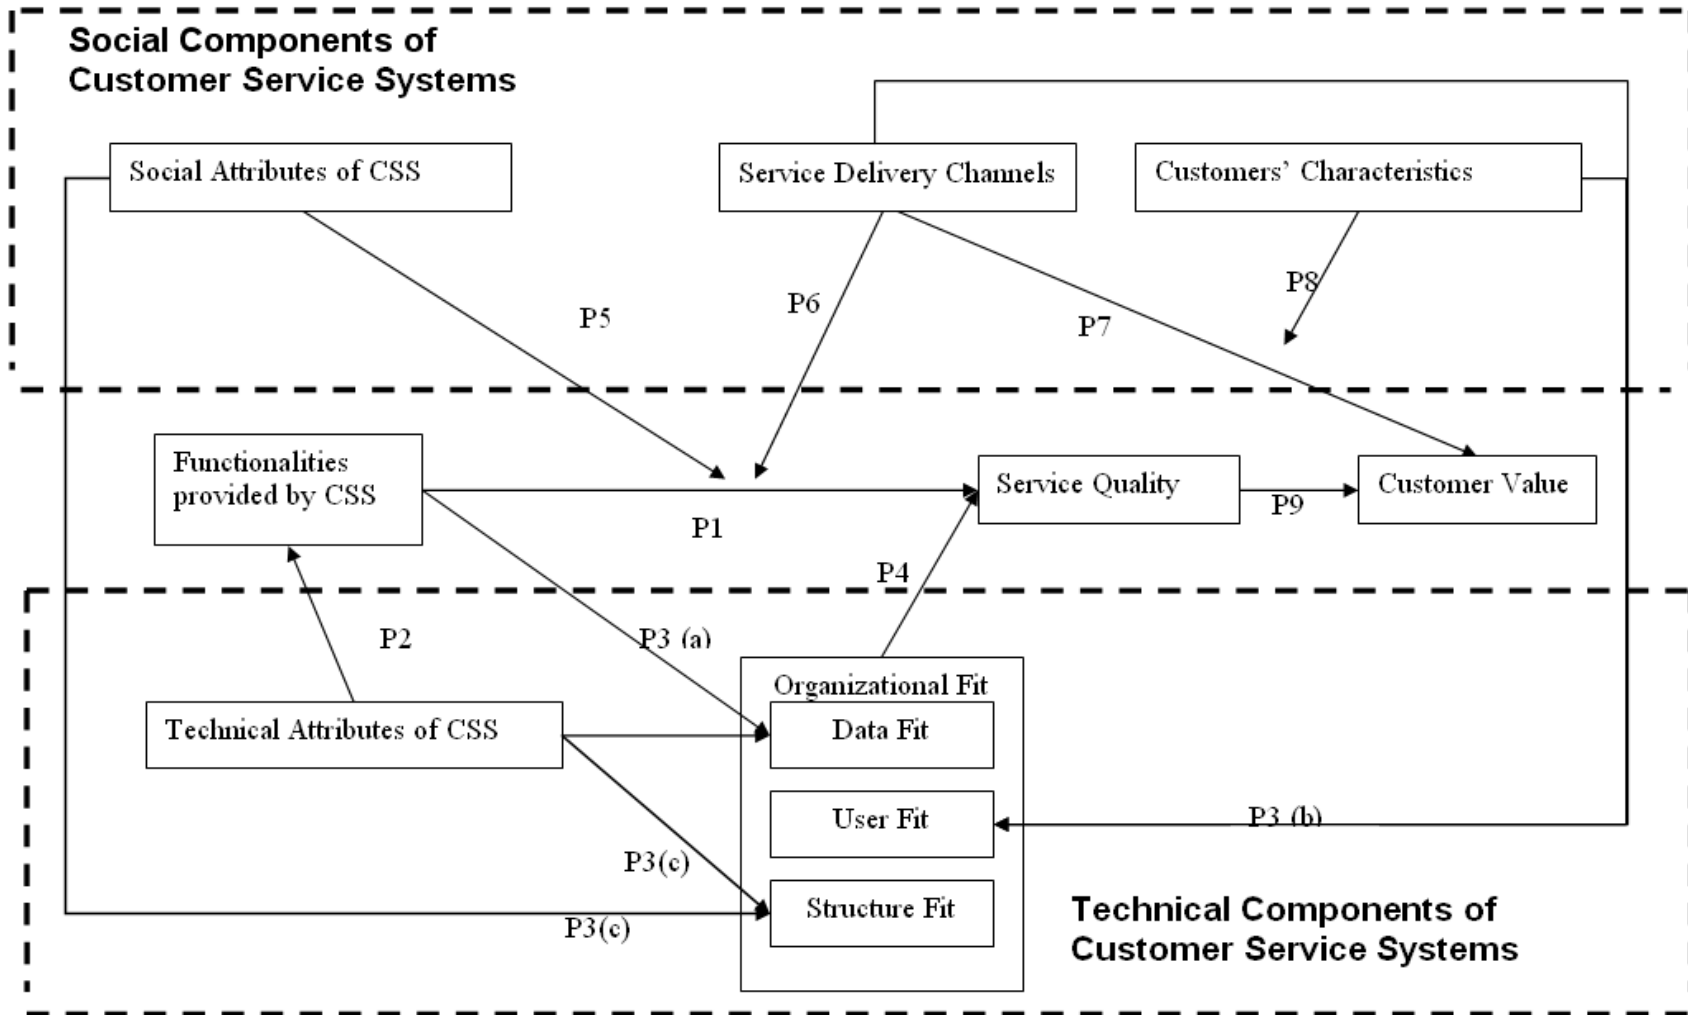 Social Components of
Customer Service Systems
Social Attributes of CSS
Service Delivery Channels
Customers’ Characteristics
P5
P6
P7
P8
Functionalities
provided by CSS
Service Quality
Customer Value
P1
P9
P4
P2
P3 (a)
Organizational Fit
Technical Attributes of CSS
Data Fit
User Fit
P3 (b)
P3(c)
Structure Fit
P3(c)
Technical Components of
Customer Service Systems